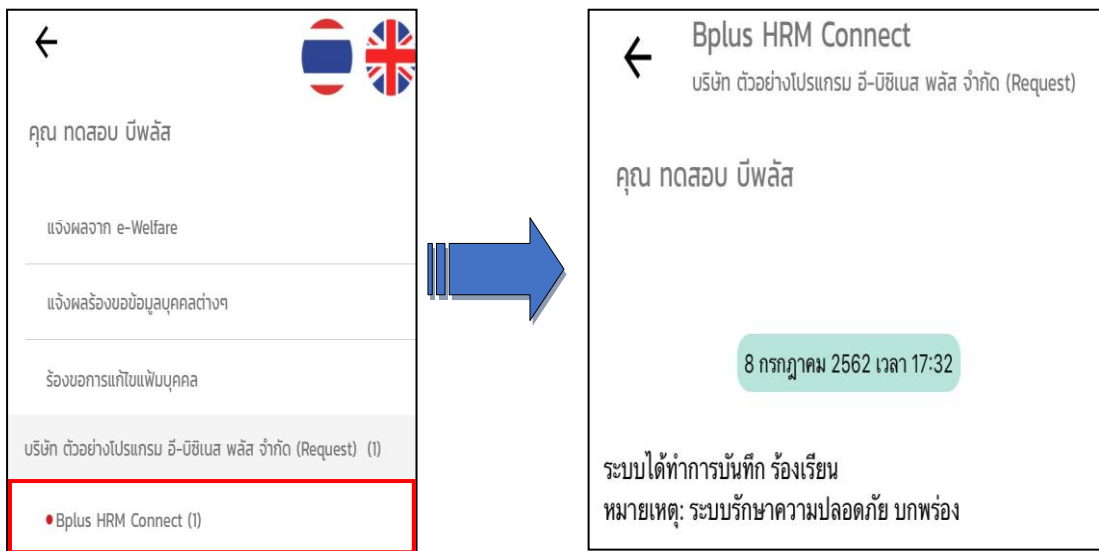 คุณ ทดสอบ บีพลัส
แจ้งผลจาก e-Welfare
แจ้งผลร้องขอข้อมูลบุคคลต่างๆ
ร้องขอการแก้ไขแฟ้มบุคคล
บริษัท ตัวอย่างโปรแกรม อี-บิซิเนส พลัส จำกัด (Request) (1)
Bplus HRM Connect (1)
Bplus HRM Connect
บริษัท ตัวอย่างโปรแกรม อี-บิซิเนส พลัส จำกัด (Request)
คุณ ทดสอบ บีพลัส
8 กรกฎาคม 2562 เวลา 17:32
ระบบได้ทำการบันทึก ร้องเรียน
หมายเหตุ: ระบบรักษาความปลอดภัย บกพร่อง